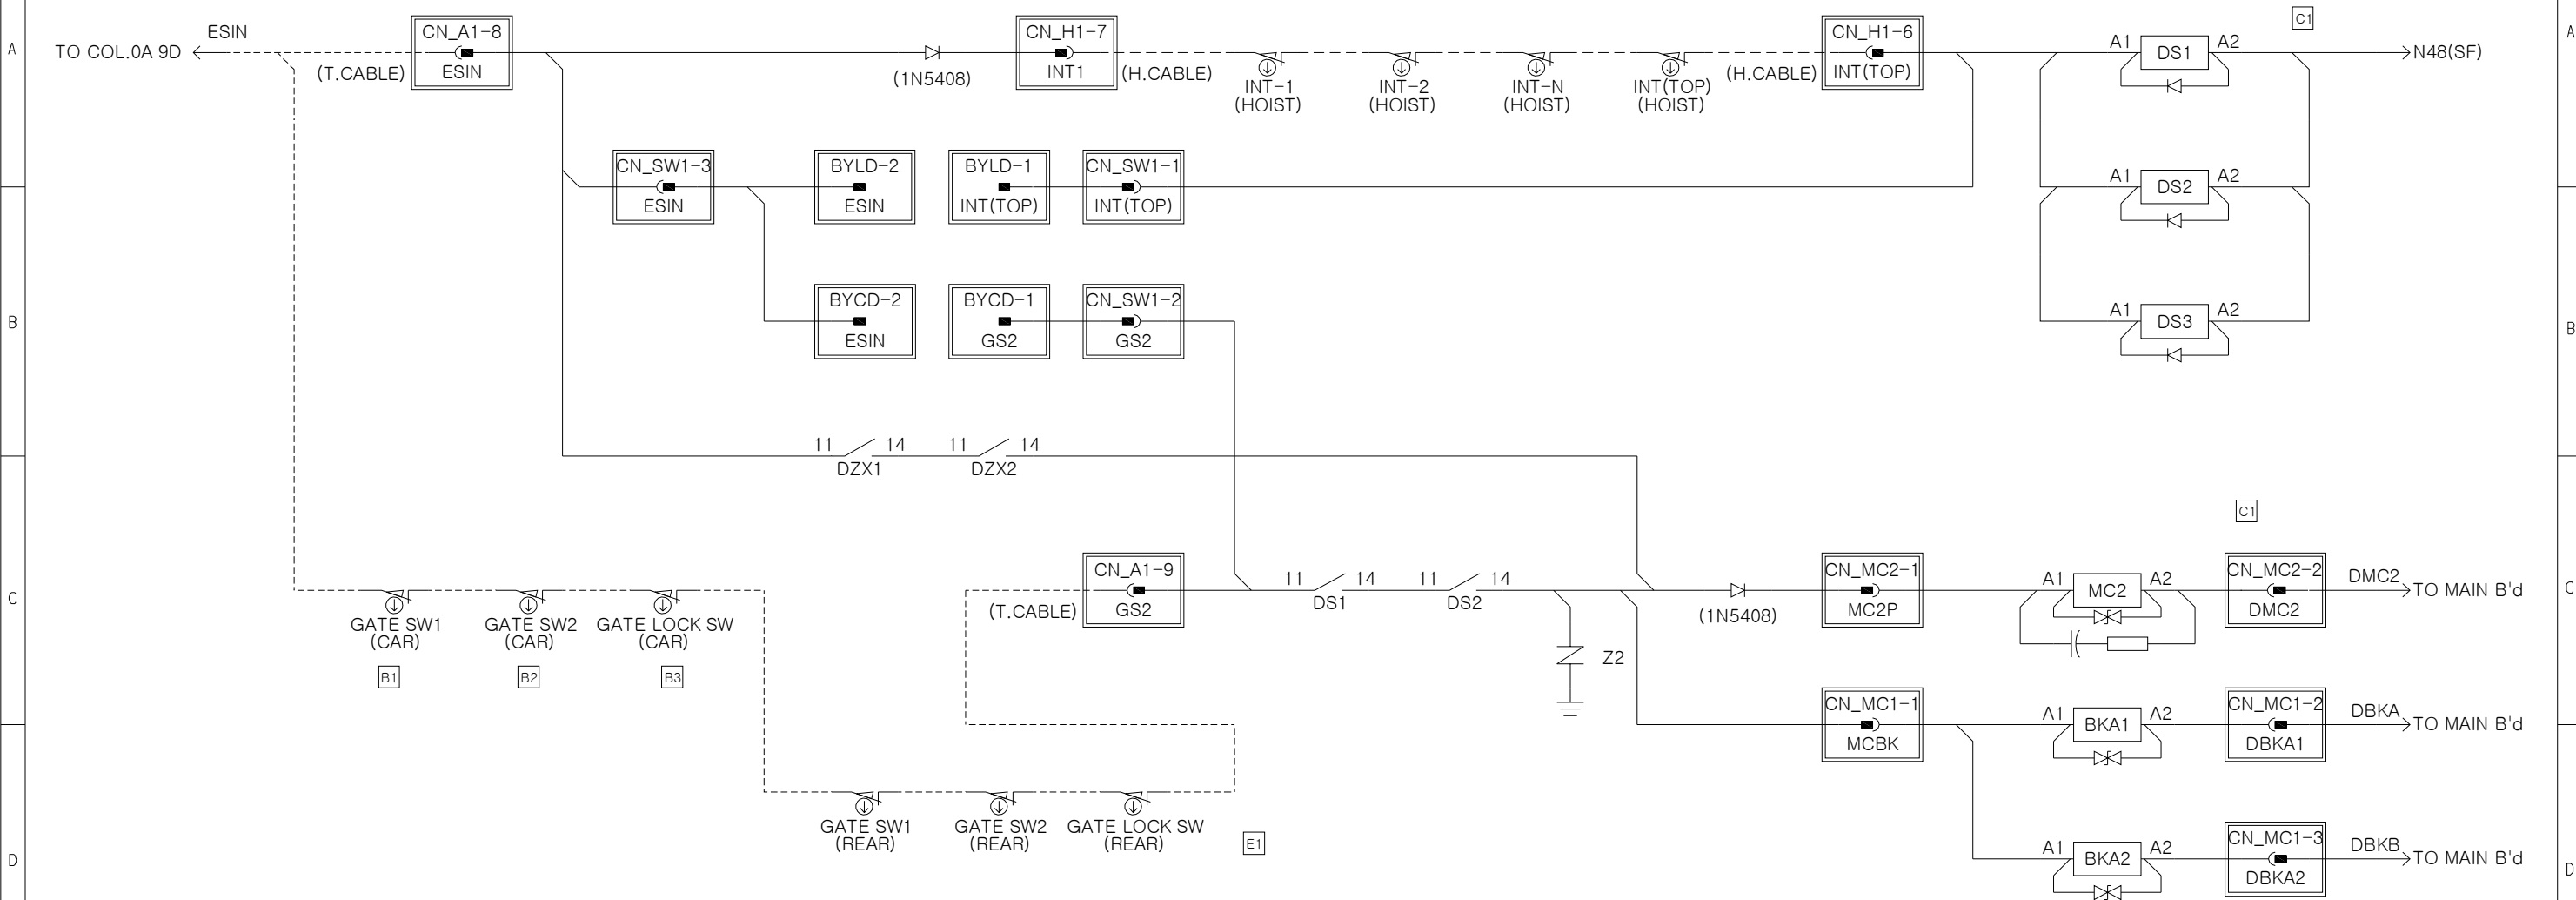 C1
A
A
TO COL.0A 9D
ESIN
(T.CABLE)
CN_A1-8
ESIN
(1N5408)
CN_H1-7
INT1
(H.CABLE)
INT-1
(HOIST)
INT-2
(HOIST)
INT-N
(HOIST)
INT(TOP)
(HOIST)
(H.CABLE)
CN_H1-6
INT(TOP)
A1
DS1
A2
N48(SF)
CN_SW1-3
ESIN
BYLD-2
ESIN
BYLD-1
INT(TOP)
CN_SW1-1
INT(TOP)
A1
DS2
A2
B
B
BYCD-2
ESIN
BYCD-1
GS2
CN_SW1-2
GS2
A1
DS3
A2
11
14
DZX1
11
14
DZX2
C1
C
C
GATE SW1
(CAR)
B1
GATE SW2
(CAR)
B2
GATE LOCK SW
(CAR)
B3
(T.CABLE)
CN_A1-9
GS2
11
14
DS1
11
14
DS2
Z2
(1N5408)
CN_MC2-1
MC2P
A1
MC2
A2
CN_MC2-2
DMC2
DMC2
TO MAIN B'd
CN_MC1-1
MCBK
A1
BKA1
A2
CN_MC1-2
DBKA1
DBKA
TO MAIN B'd
D
D
GATE SW1
(REAR)
GATE SW2
(REAR)
GATE LOCK SW
(REAR)
E1
A1
BKA2
A2
CN_MC1-3
DBKA2
DBKB
TO MAIN B'd